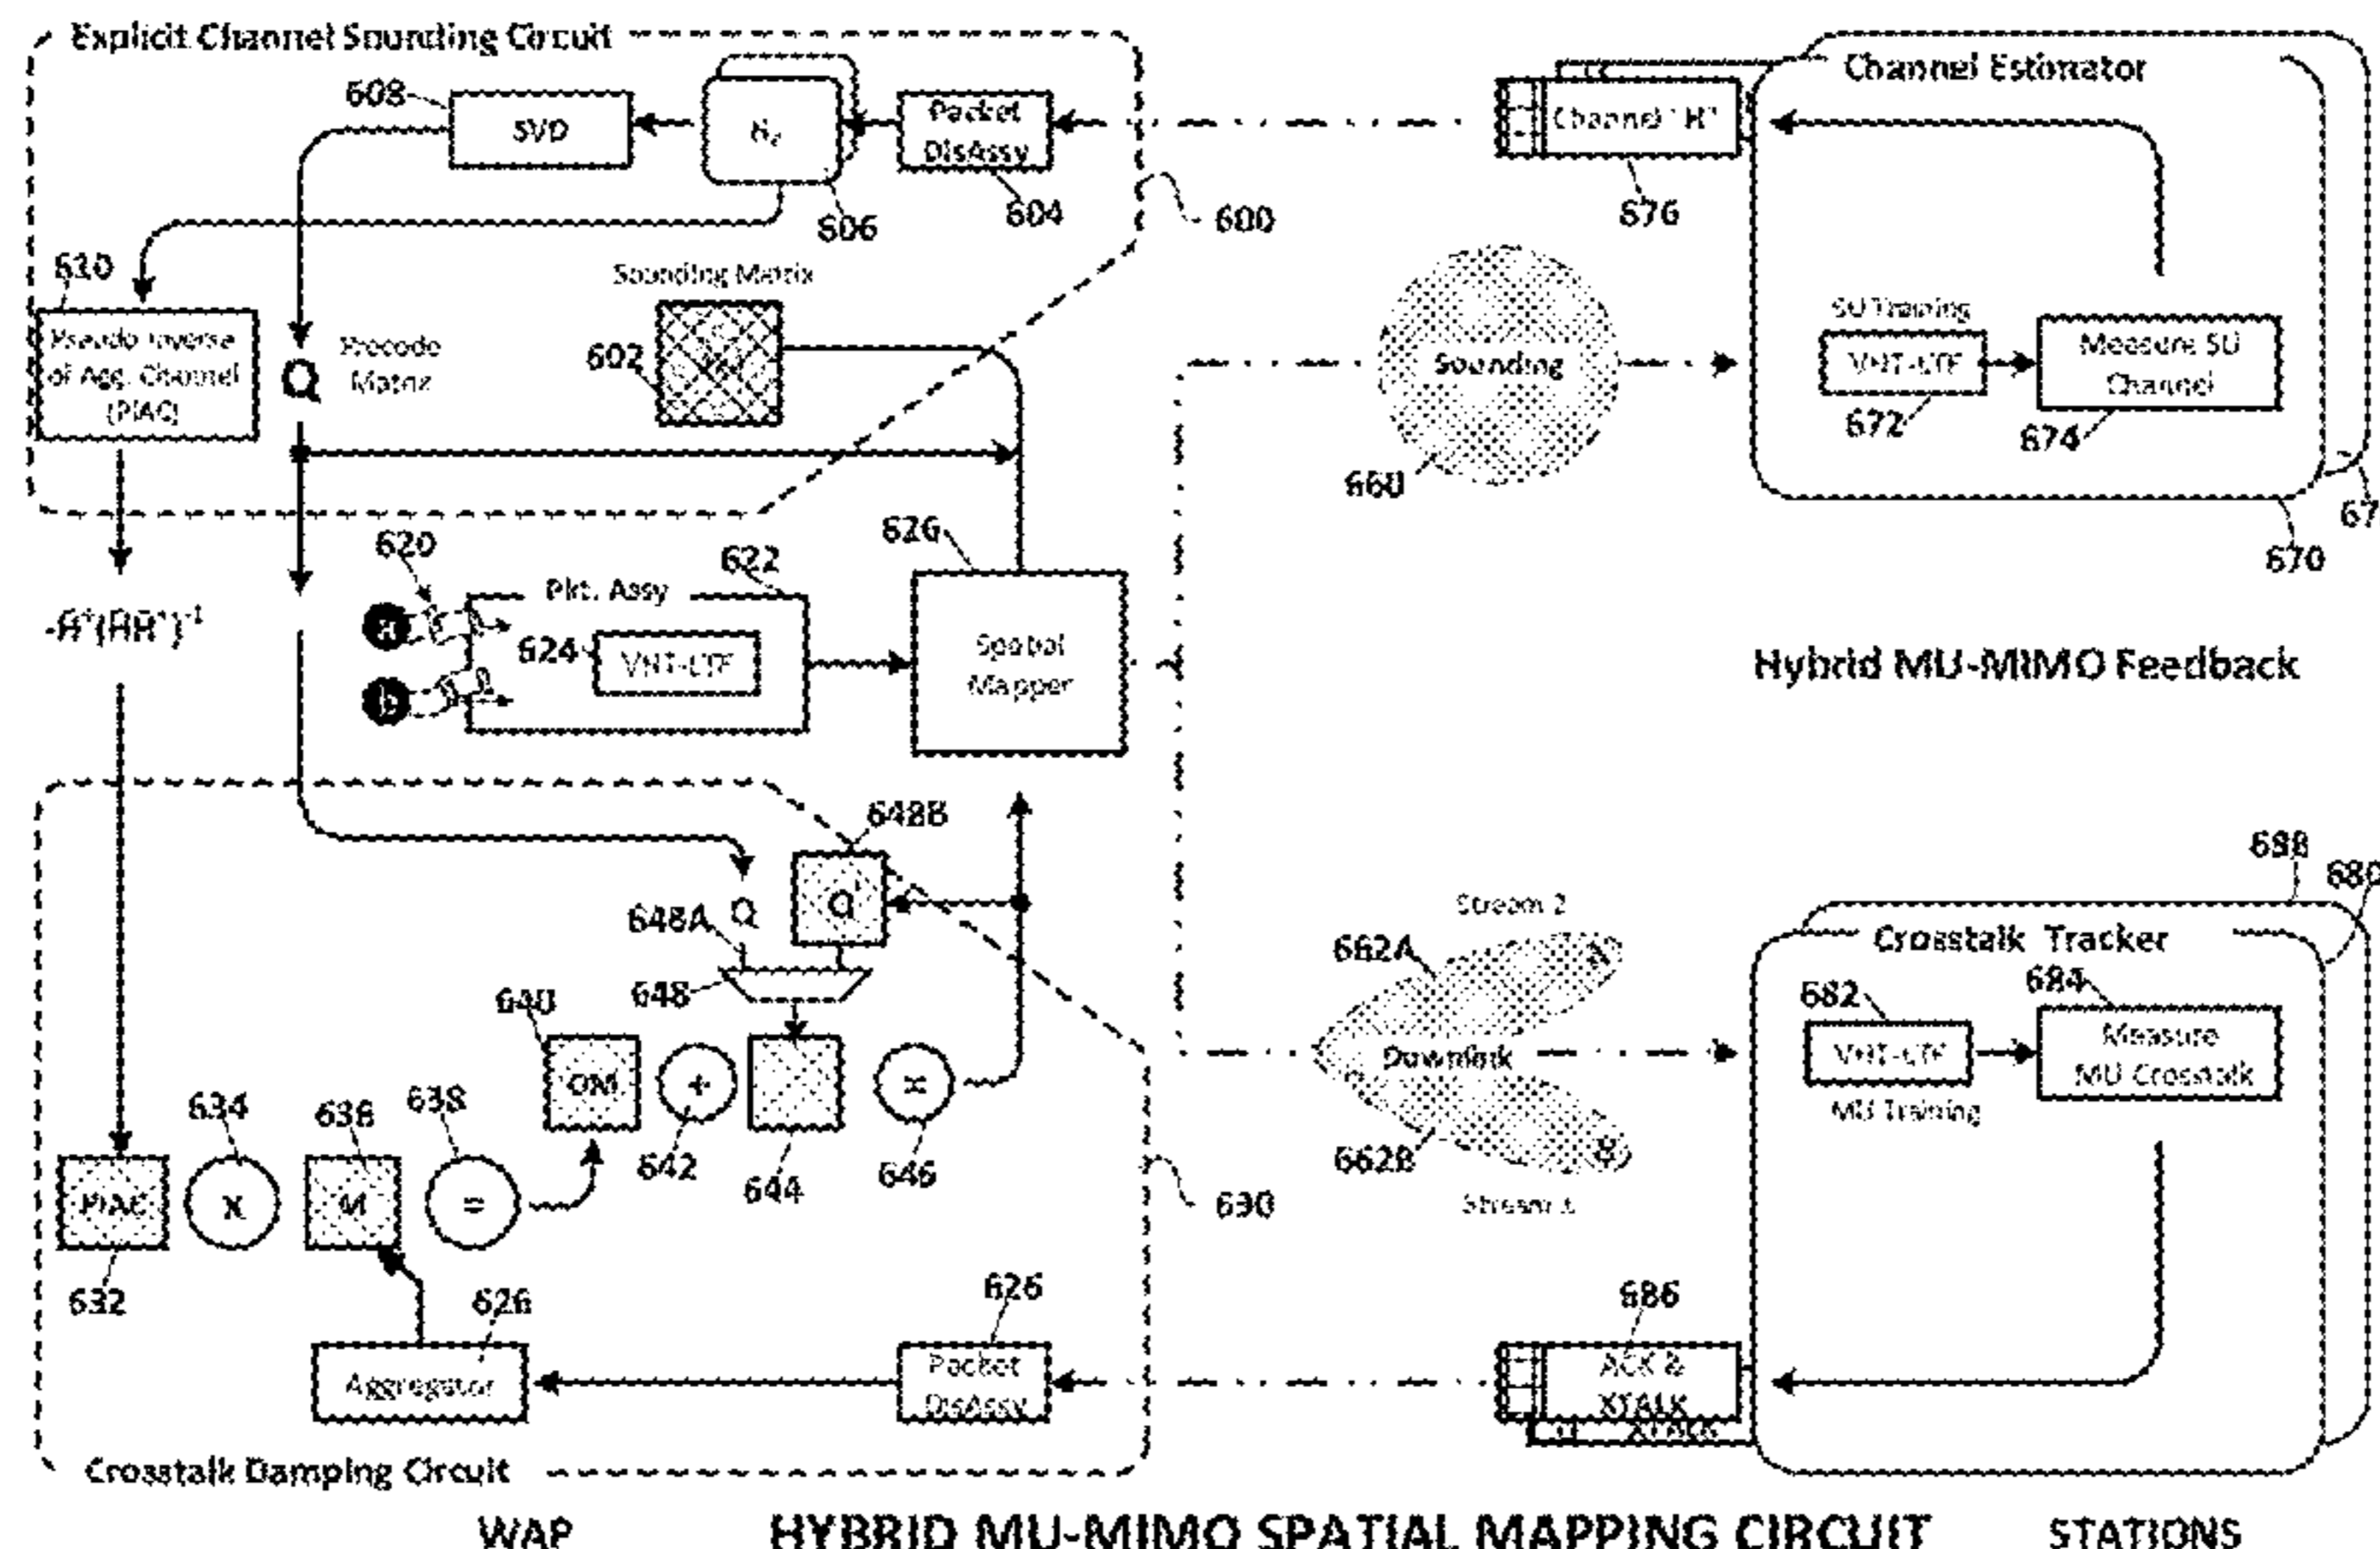 Explicit Channel Sounding Circuit
608
SVD
Packet
DisAssy
604
606
600
Channel "H"
676
Channel Estimator
610
Pseudo Inverse
of Agg. Channel
(PIAC)
Q
Precode
Matrix
Sounding Matrix
602
Sounding
660
SU Training
VHT-LTF
672
Measure SU
Channel
674
67
670
620
a
b
Pkt. Assy
622
624
VHT-LTF
626
Spatial
Mapper
Hybrid MU-MIMO Feedback
648B
Q'
Q
648A
648
640
OM
+
642
644
=
646
634
636
638
PIAC
x
M
=
632
690
626
Aggregator
626
Packet
DisAssy
Crosstalk Damping Circuit
Stream 2
662A
Downlink
662B
Stream 1
698
680
Crosstalk Tracker
682
VHT-LTF
MU Training
684
Measure
MU Crosstalk
686
ACK &
XTALK
WAP
HYBRID MU-MIMO SPATIAL MAPPING CIRCUIT
STATIONS